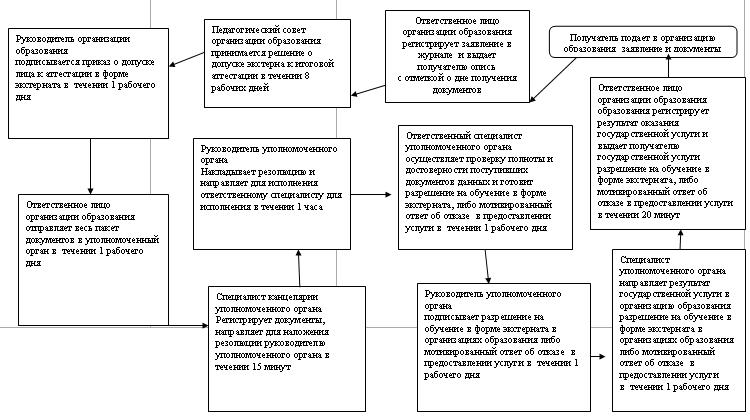 Получатель подает в организацию
образования заявление и документы
Ответственное лицо
организации образования
регистрирует заявление в
журнале и выдает
получателю опись
с отметкой о дне получения
документов
Педагогический совет
организации образования
принимается решение о
допуске экстерна к итоговой
аттестации в течении 8
рабочих дней
Руководитель организации
образования
подписывается приказ о допуске
лица к аттестации в форме
экстерната в течении 1 рабочего
дня
Ответственное лицо
организации образования
отправляет весь пакет
документов в уполномоченный
орган в течении 1 рабочего
дня
Специалист канцелярии
уполномоченного органа
Регистрирует документы,
направляет для наложения
резолюции руководителю
уполномоченного органа в
течении 15 минут
Руководитель уполномоченного
органа
Накладывает резолюцию и
направляет для исполнения
ответственному специалисту для
исполнения в течении 1 часа
Ответственный специалист
уполномоченного органа
осуществляет проверку полноты и
достоверности поступивших
документов данных и готовит
разрешение на обучение в форме
экстерната, либо мотивированный
ответ об отказе в предоставлении
услуги в течении 1 рабочего дня
Руководитель уполномоченного
органа
подписывает разрешение на
обучение в форме экстерната в
организациях образования либо
мотивированный ответ об отказе в
предоставлении услуги в течении 1
рабочего дня
Специалист
уполномоченного органа
направляет результат
государственной услуги в
организацию образования
разрешение на обучение в
форме экстерната в
организациях образования
либо мотивированный
ответ об отказе в
предоставлении услуги
в течении 1 рабочего дня
Ответственное лицо
организации образования
образования регистрирует
результат оказания
государственной услуги и
выдает получателю
государственной услуги
разрешение на обучение в
форме экстерната, либо
мотивированный ответ об
отказе в предоставлении услуги
в течении 20 минут